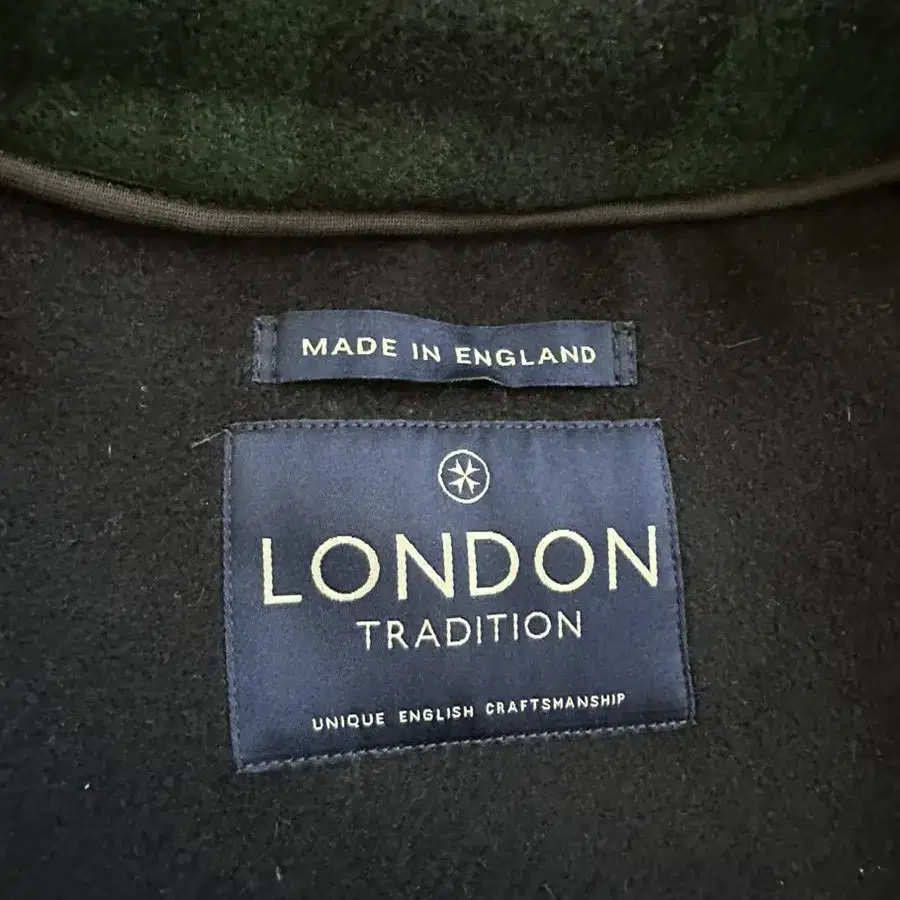 MADE IN ENGLAND
LONDON
TRADITION
UNIQUE ENGLISH CRAFTSMANSHIP